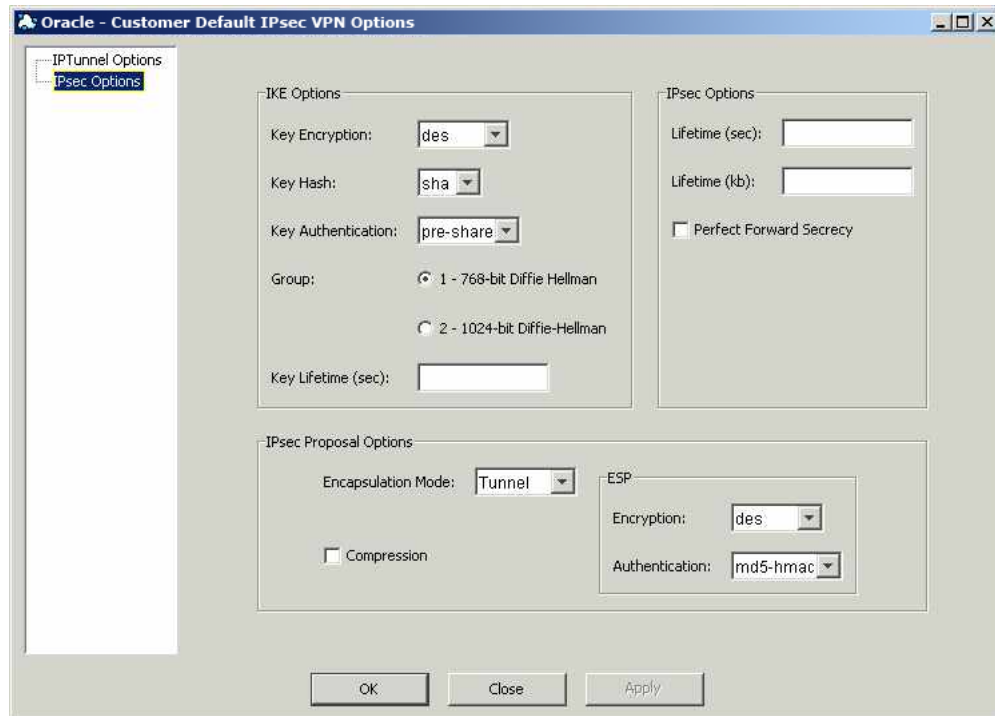 Oracle - Customer Default IPsec VPN Options
IPTunnel Options
IPsec Options
IKE Options
Key Encryption: des
Key Hash: sha
Key Authentication: pre-share
Group: 1 - 768-bit Diffie Hellman
2 - 1024-bit Diffie-Hellman
Key Lifetime (sec):
IPsec Options
Lifetime (sec):
Lifetime (kb):
Perfect Forward Secrecy
IPsec Proposal Options
Encapsulation Mode: Tunnel
Compression
ESP
Encryption: des
Authentication: md5-hmac
OK Close Apply